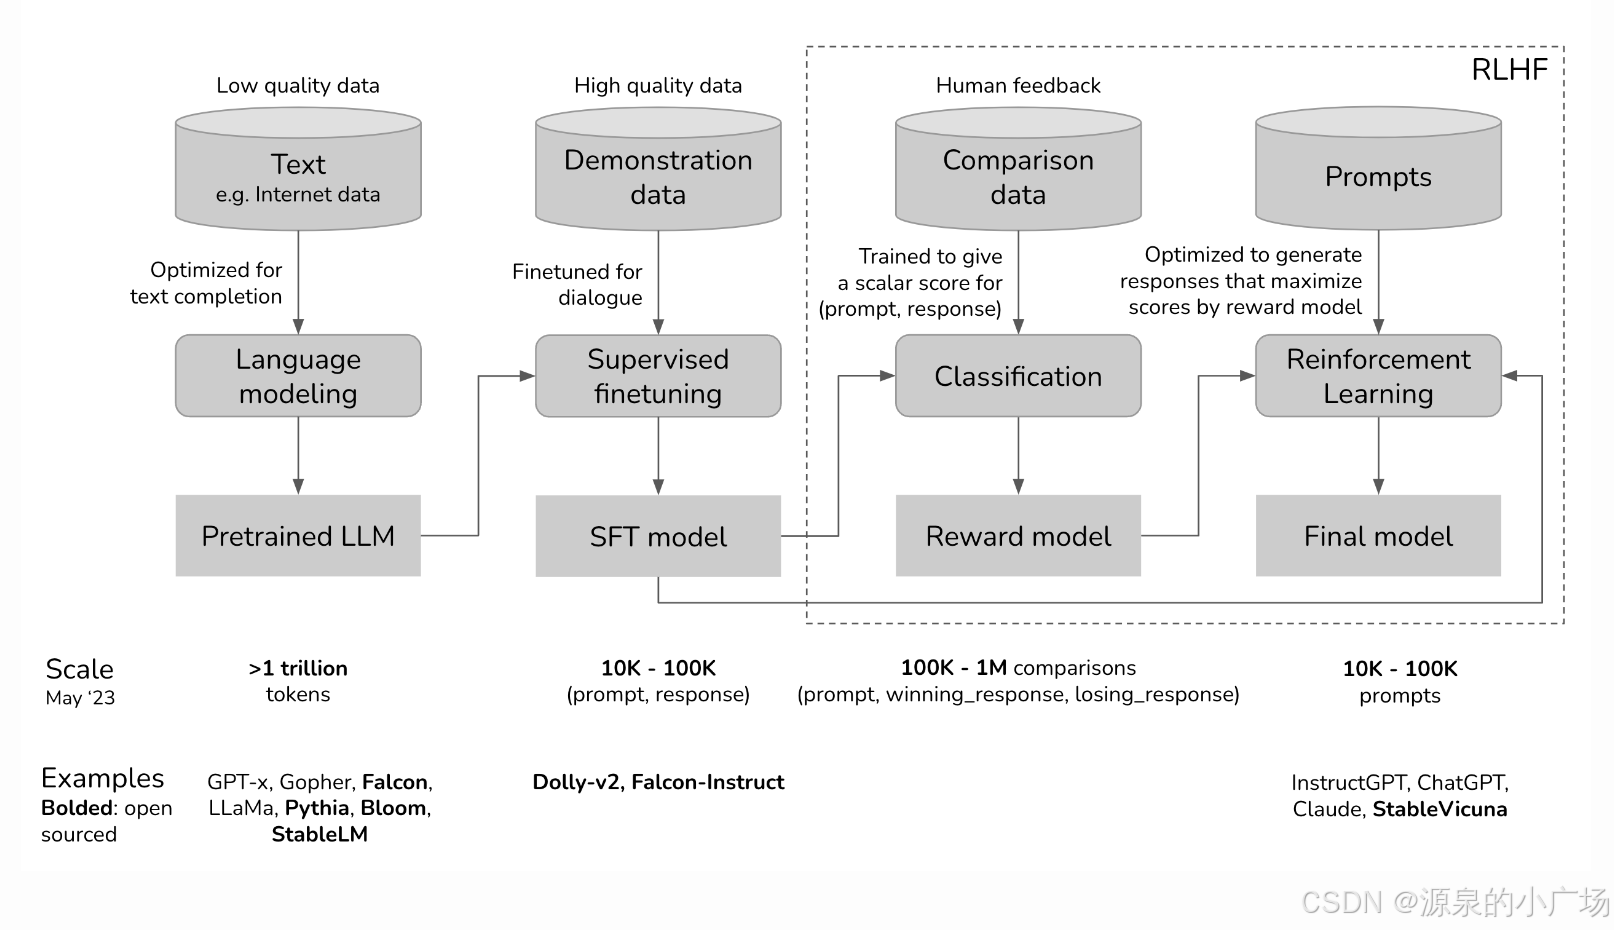 RLHF
Low quality data
Text
e.g. Internet data
Optimized for
text completion
Language
modeling
Pretrained LLM
High quality data
Demonstration
data
Finetuned for
dialogue
Supervised
finetuning
SFT model
Human feedback
Comparison
data
Trained to give
a scalar score for
(prompt, response)
Classification
Reward model
Prompts
Optimized to generate
responses that maximize
scores by reward model
Reinforcement
Learning
Final model
Scale
May ‘23
>1 trillion
tokens
10K - 100K
(prompt, response)
100K - 1M comparisons
(prompt, winning_response, losing_response)
10K - 100K
prompts
Examples
Bolded: open
sourced
GPT-x, Gopher, Falcon,
LLaMa, Pythia, Bloom,
StableLM
Dolly-v2, Falcon-Instruct
InstructGPT, ChatGPT,
Claude, StableVicuna
CSDN @源泉的小广场